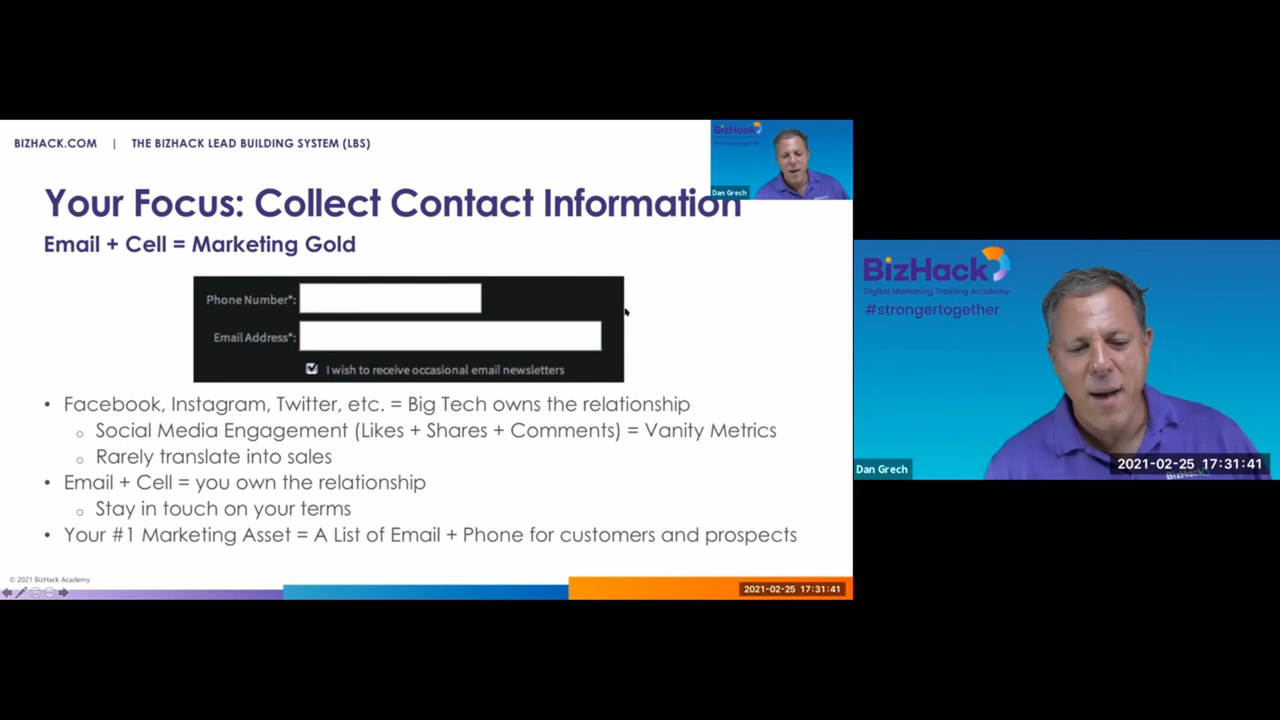 BIZHACK.COM | THE BIZHACK LEAD BUILDING SYSTEM (LBS)
BizHack
#strongertogether
Dan Grech
Your Focus: Collect Contact Information
Email + Cell = Marketing Gold
Phone Number*:
Email Address*:
I wish to receive occasional email newsletters
• Facebook, Instagram, Twitter, etc. = Big Tech owns the relationship
o Social Media Engagement (Likes + Shares + Comments) = Vanity Metrics
o Rarely translate into sales
• Email + Cell = you own the relationship
o Stay in touch on your terms
• Your #1 Marketing Asset = A List of Email + Phone for customers and prospects
© 2021 BizHack Academy
2021-02-25 17:31:41
BizHack
Digital Marketing Training Academy
#strongertogether
Dan Grech
2021-02-25 17:31:41
BizHack